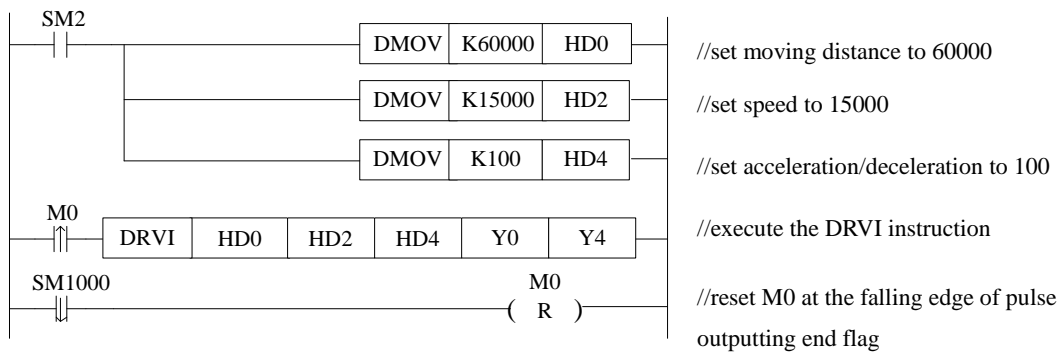 SM2
DMOV K60000 HD0
//set moving distance to 60000
DMOV K15000 HD2
//set speed to 15000
DMOV K100 HD4
//set acceleration/deceleration to 100
M0
DRVI HD0 HD2 HD4 Y0 Y4
//execute the DRVI instruction
SM1000
M0
( R )
//reset M0 at the falling edge of pulse
outputting end flag